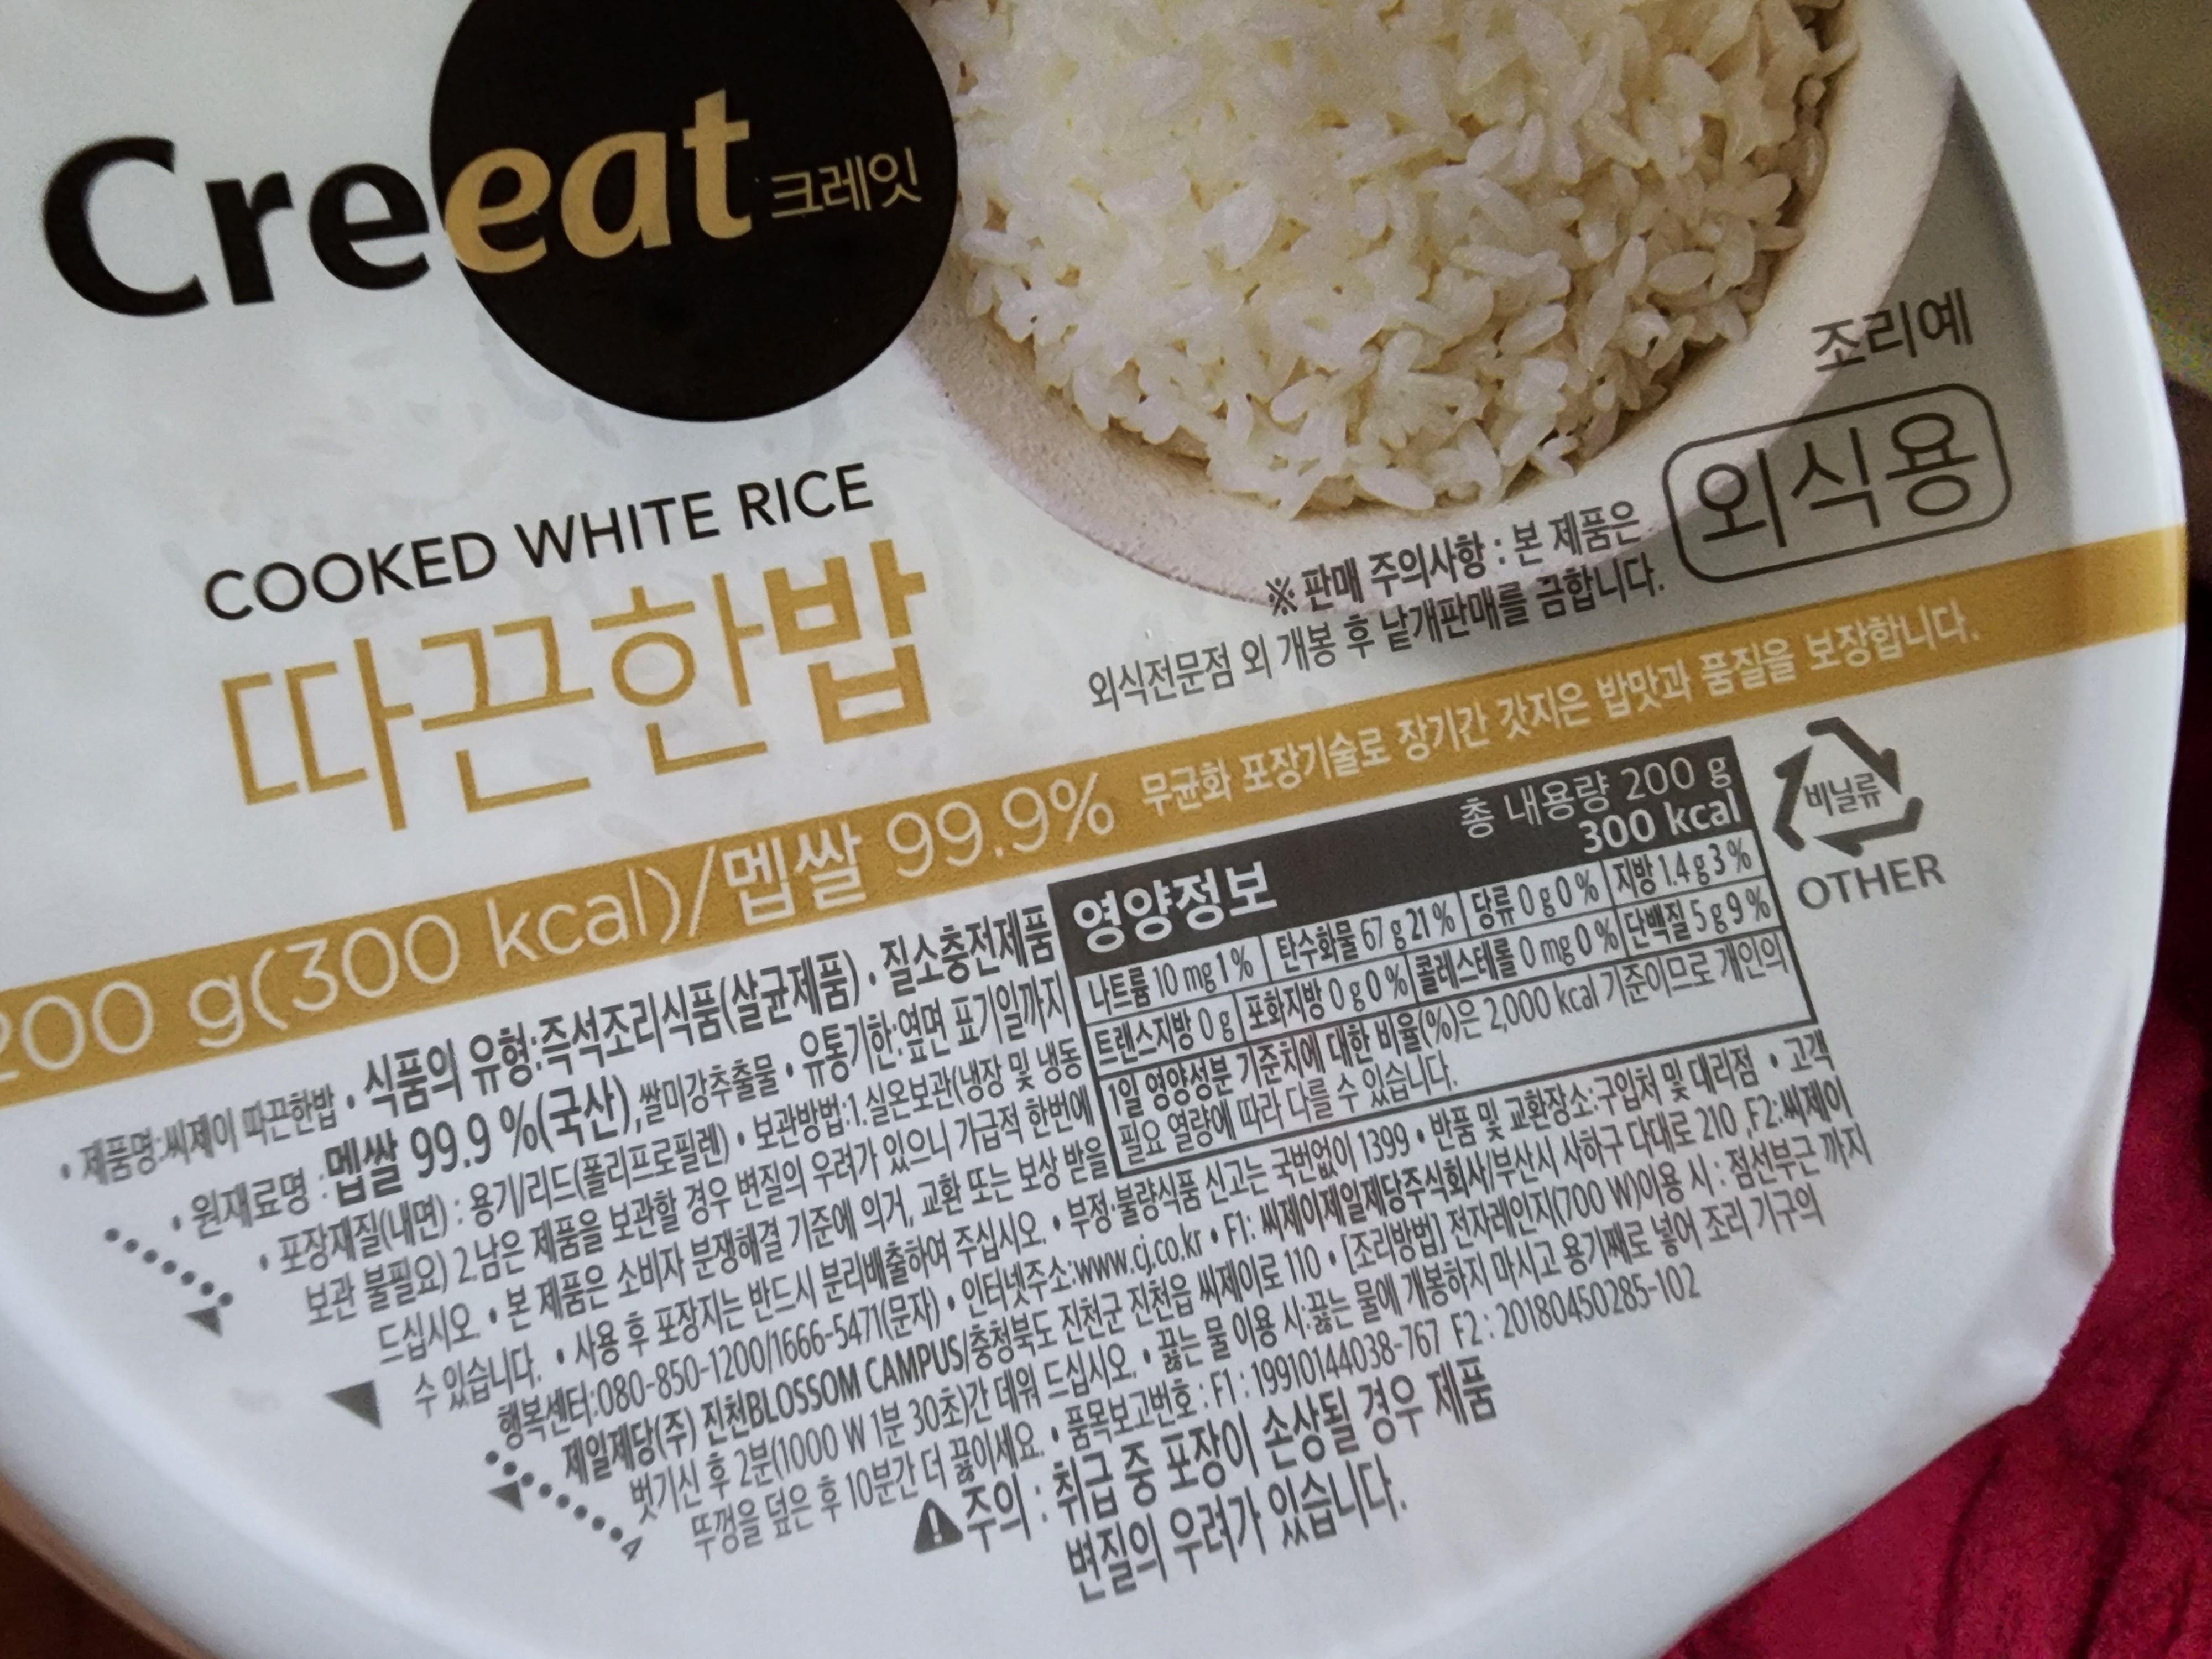 Creeat 크레잇
COOKED WHITE RICE
따끈한밥
조리예
외식용
※ 판매 주의사항 : 본 제품은
외식전문점 외 개봉 후 낱개판매를 금합니다.
200 g(300 kcal)/멥쌀 99.9% 무균화 포장기술로 장기간 갓지은 밥맛과 품질을 보장합니다.
영양정보
총 내용량 200 g
300 kcal
나트륨 10 mg 1% 탄수화물 67 g 21% 당류 0 g 0% 지방 1.4 g 3%
트랜스지방 0 g 포화지방 0 g 0% 콜레스테롤 0 mg 0% 단백질 5 g 9%
1일 영양성분 기준치에 대한 비율(%)은 2,000 kcal 기준이므로 개인의
필요 열량에 따라 다를 수 있습니다.
비닐류
OTHER
• 제품명:씨제이 따끈한밥 • 식품의 유형:즉석조리식품(살균제품) • 질소충전제품
• 원재료명 : 멥쌀 99.9 %(국산), 쌀미강추출물 • 유통기한:옆면 표기일까지
• 포장재질(내면) : 용기/리드(폴리프로필렌) • 보관방법:1.실온보관(냉장 및 냉동
보관 불필요) 2.남은 제품을 보관할 경우 변질의 우려가 있으니 가급적 한번에
드십시오. • 본 제품은 소비자 분쟁해결 기준에 의거, 교환 또는 보상 받을
수 있습니다. • 사용 후 포장지는 반드시 분리배출하여 주십시오. • 부정·불량식품 신고는 국번없이 1399 • 반품 및 교환장소:구입처 및 대리점 • 고객
행복센터:080-850-1200/1666-5471(문자) • 인터넷주소:www.cj.co.kr • F1: 씨제이제일제당주식회사/부산시 사하구 다대로 210 ,F2:씨제이
제일제당(주) 진천BLOSSOM CAMPUS/충청북도 진천군 진천읍 씨제이로 110 • [조리방법] 전자레인지(700 W)이용 시 : 점선부근 까지
벗기신 후 2분(1000 W 1분 30초)간 데워 드십시오. • 끓는 물 이용 시:끓는 물에 개봉하지 마시고 용기째로 넣어 조리 기구의
뚜껑을 덮은 후 10분간 더 끓이세요. • 품목보고번호 : F1 : 19910144038-767 F2 : 20180450285-102
주의 : 취급 중 포장이 손상될 경우 제품
변질의 우려가 있습니다.